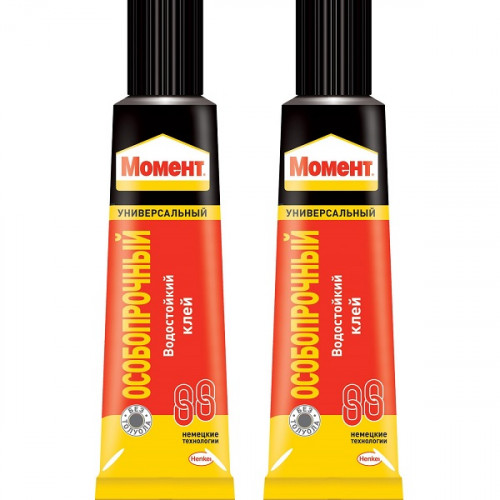 Момент
УНИВЕРСАЛЬНЫЙ
ОСОБОПРОЧНЫЙ
Водостойкий
клей
БЕЗ
ТОЛУОЛА
немецкие
технологии
Henkel
Момент
УНИВЕРСАЛЬНЫЙ
ОСОБОПРОЧНЫЙ
Водостойкий
клей
БЕЗ
ТОЛУОЛА
немецкие
технологии
Henkel